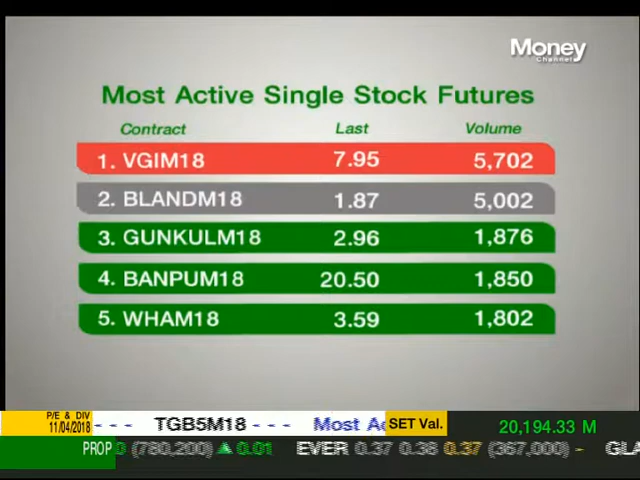 Money
Channel
Most Active Single Stock Futures
Contract Last Volume
1. VGIM18 7.95 5,702
2. BLANDM18 1.87 5,002
3. GUNKULM18 2.96 1,876
4. BANPUM18 20.50 1,850
5. WHAM18 3.59 1,802
P/E & DIV
11/04/2018 - - - TGB5M18 - - - Most Ac SET Val. 20,194.33 M
PROP (780,200) ▲0.01 EVER 0.37 0.38 0.37 (367,000) - GLA